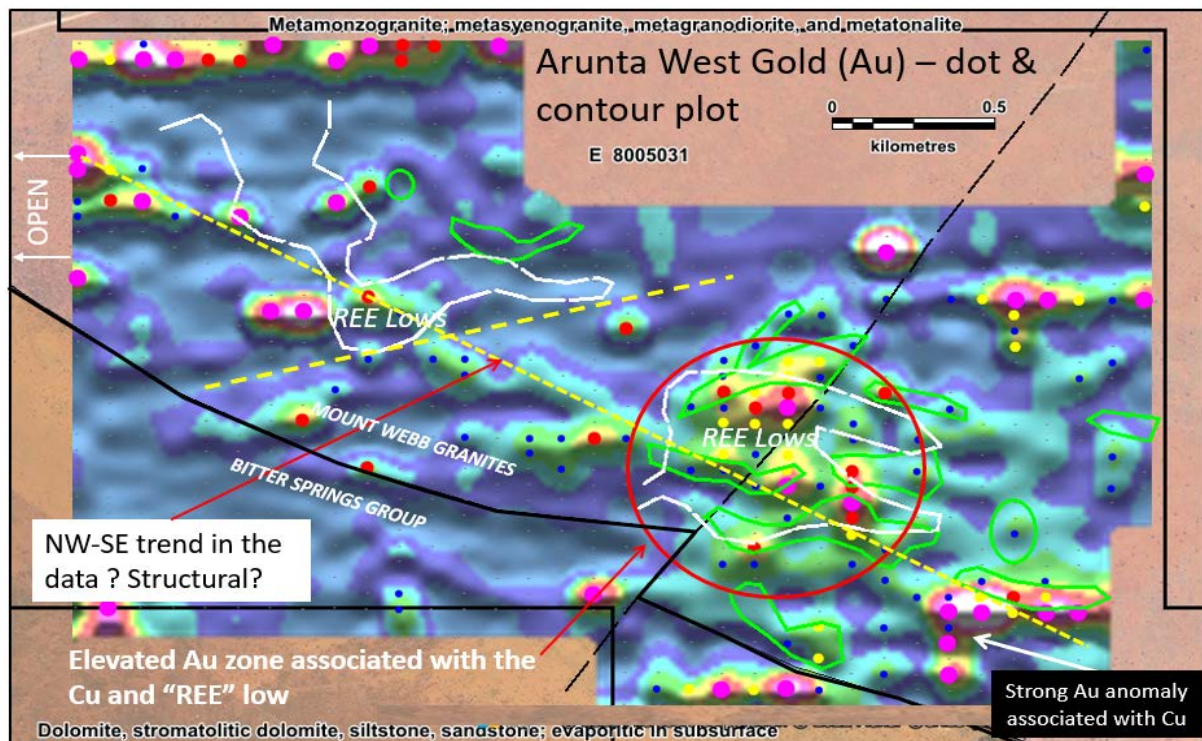 Metamonzogranite; metasyenogranite, metagranodiorite, and metatonalite
Arunta West Gold (Au) – dot &
contour plot
0 0.5
kilometres
E 8005031
OPEN
REE Lows
REE Lows
MOUNT WEBB GRANITES
BITTER SPRINGS GROUP
NW-SE trend in the
data ? Structural?
Elevated Au zone associated with the
Cu and “REE” low
Strong Au anomaly
associated with Cu
Dolomite, stromatolitic dolomite, siltstone, sandstone; evaporitic in subsurface